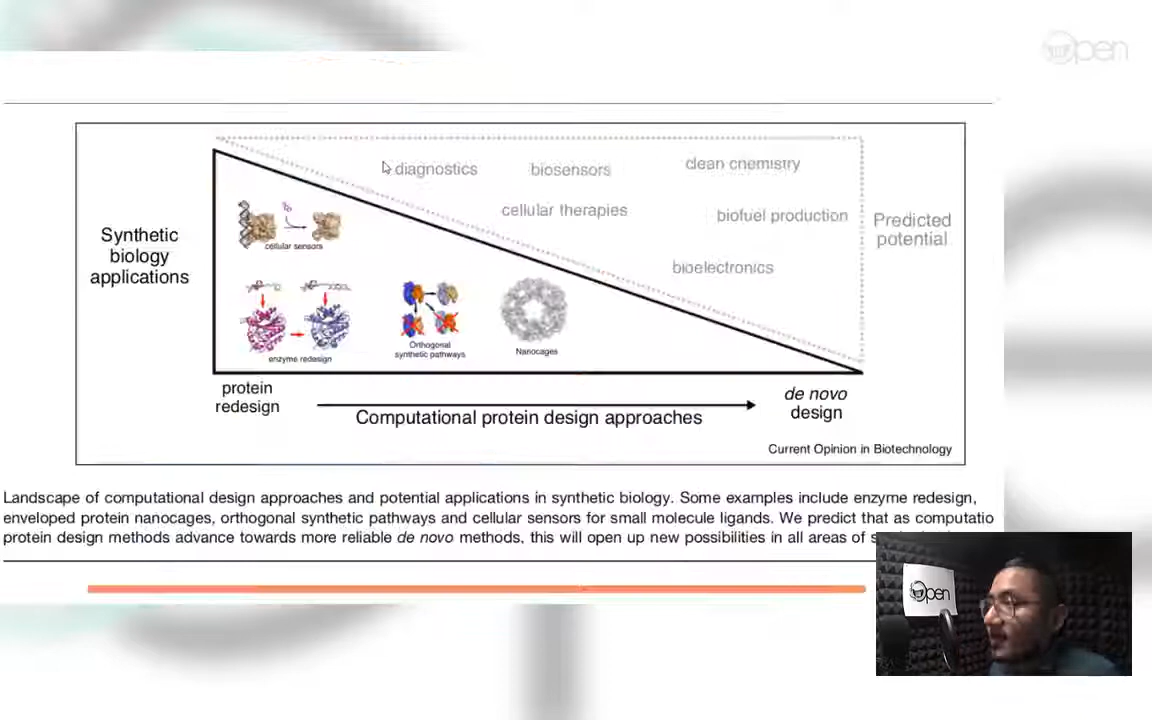 Open
diagnostics
biosensors
clean chemistry
cellular therapies
biofuel production
Predicted
potential
bioelectronics
Synthetic
biology
applications
cellular sensors
enzyme redesign
Orthogonal
synthetic pathways
Nanocages
protein
redesign
Computational protein design approaches
de novo
design
Current Opinion in Biotechnology
Landscape of computational design approaches and potential applications in synthetic biology. Some examples include enzyme redesign,
enveloped protein nanocages, orthogonal synthetic pathways and cellular sensors for small molecule ligands. We predict that as computatio
protein design methods advance towards more reliable de novo methods, this will open up new possibilities in all areas of
Open